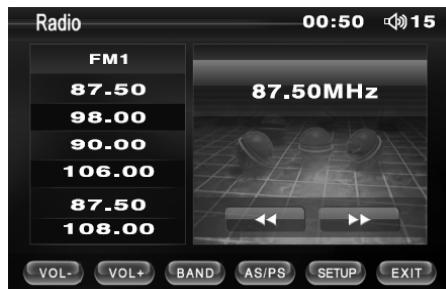 Radio 00:50 15
FM1
87.50
98.00
90.00
106.00
87.50
108.00
87.50MHz
VOL- VOL+ BAND AS/PS SETUP EXIT